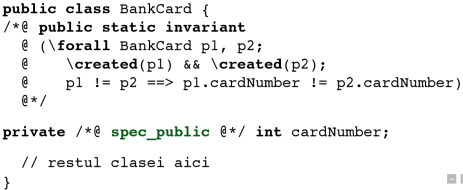 public class BankCard {
/*@ public static invariant
@ (\forall BankCard p1, p2;
@ \created(p1) && \created(p2);
@ p1 != p2 ==> p1.cardNumber != p2.cardNumber)
@*/
private /*@ spec_public @*/ int cardNumber;
// restul clasei aici
}